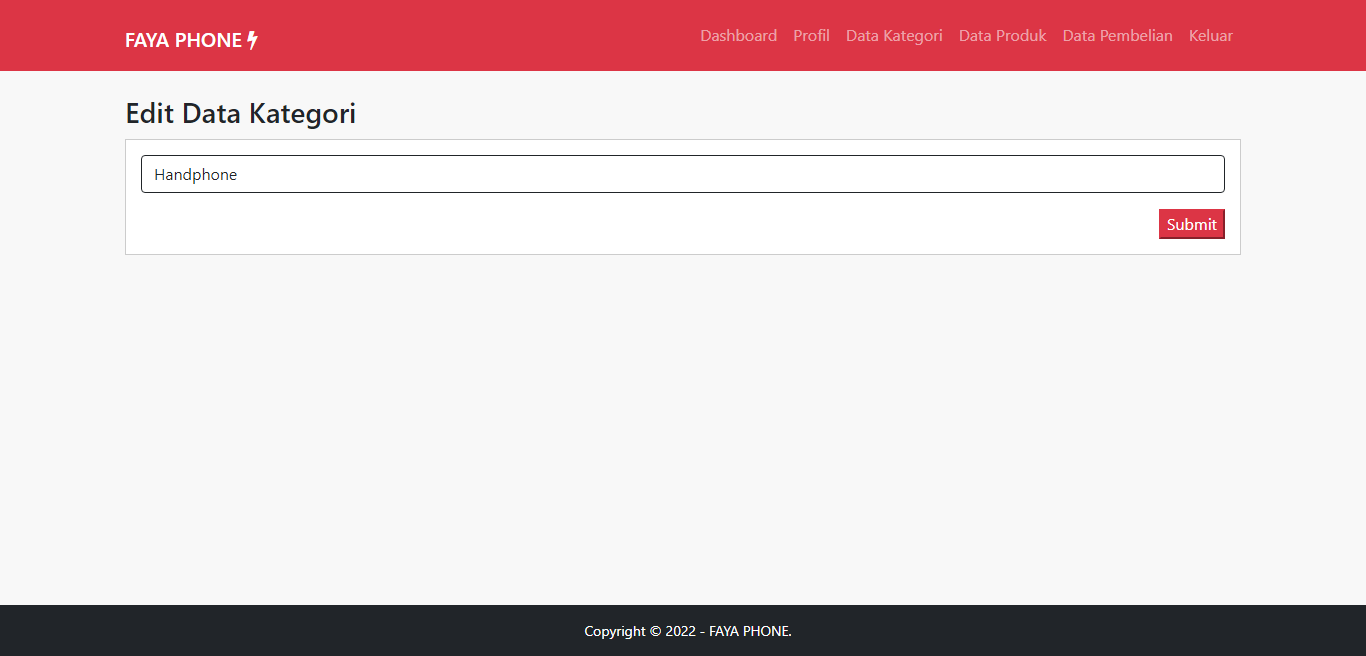 FAYA PHONE
Dashboard Profil Data Kategori Data Produk Data Pembelian Keluar
Edit Data Kategori
Handphone
Submit
Copyright © 2022 - FAYA PHONE.